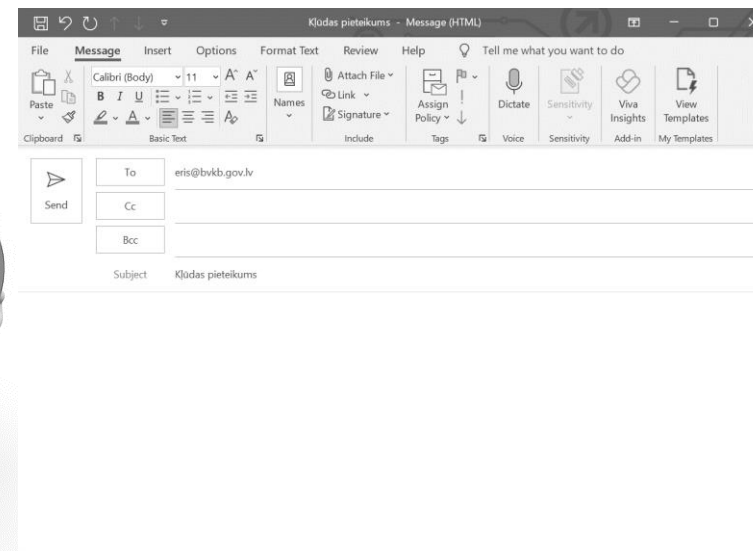 Kļūdas pieteikums - Message (HTML)
File Message Insert Options Format Text Review Help Tell me what you want to do
Paste
Clipboard
Calibri (Body) 11 A A
B I U
A
Basic Text
Names
Attach File
Link
Signature
Include
Assign Policy
Tags
Dictate
Voice
Sensitivity
Sensitivity
Viva Insights
Add-in
View Templates
My Templates
Send
To eris@bvkb.gov.lv
Cc
Bcc
Subject Kļūdas pieteikums